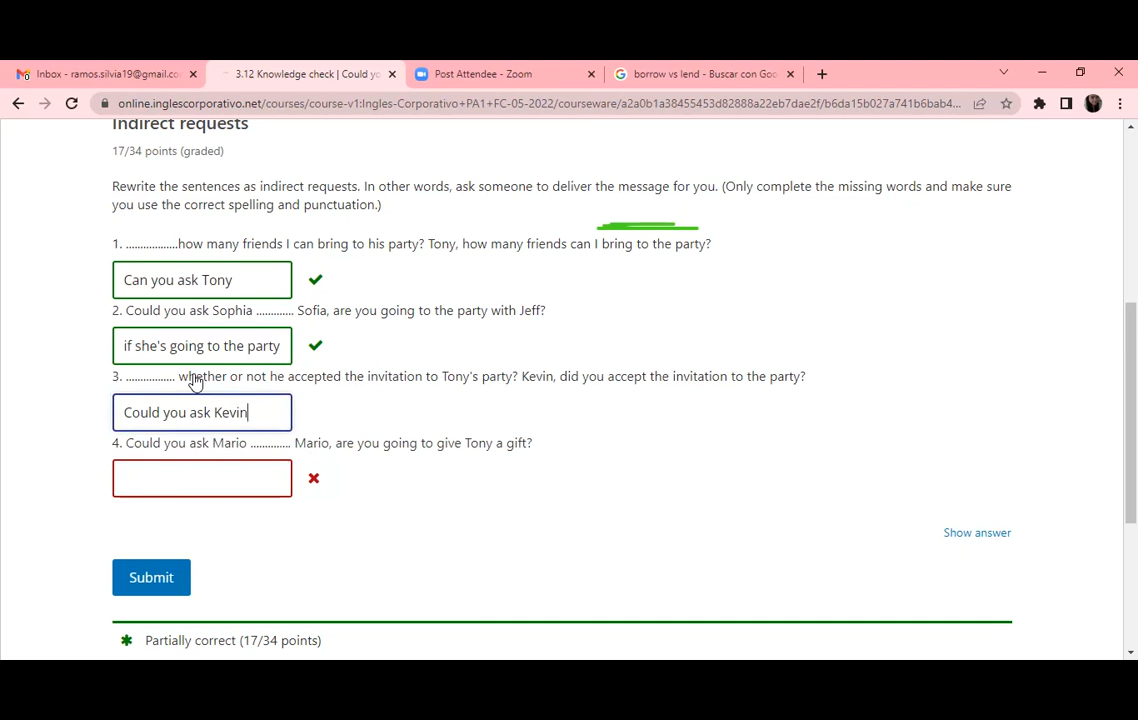 Inbox - ramos.silvia19@gmail.co
3.12 Knowledge check | Could yo
Post Attendee - Zoom
borrow vs lend - Buscar con Goo
online.inglescorporativo.net/courses/course-v1:Ingles-Corporativo+PA1+FC-05-2022/courseware/a2a0b1a38455453d82888a22eb7dae2f/b6da15b027a741b6bab4...
Indirect requests
17/34 points (graded)
Rewrite the sentences as indirect requests. In other words, ask someone to deliver the message for you. (Only complete the missing words and make sure
you use the correct spelling and punctuation.)
1. ..................how many friends I can bring to his party? Tony, how many friends can I bring to the party?
Can you ask Tony
2. Could you ask Sophia ............. Sofia, are you going to the party with Jeff?
if she's going to the party
3. ................. whether or not he accepted the invitation to Tony's party? Kevin, did you accept the invitation to the party?
Could you ask Kevin
4. Could you ask Mario .............. Mario, are you going to give Tony a gift?
Show answer
Submit
Partially correct (17/34 points)